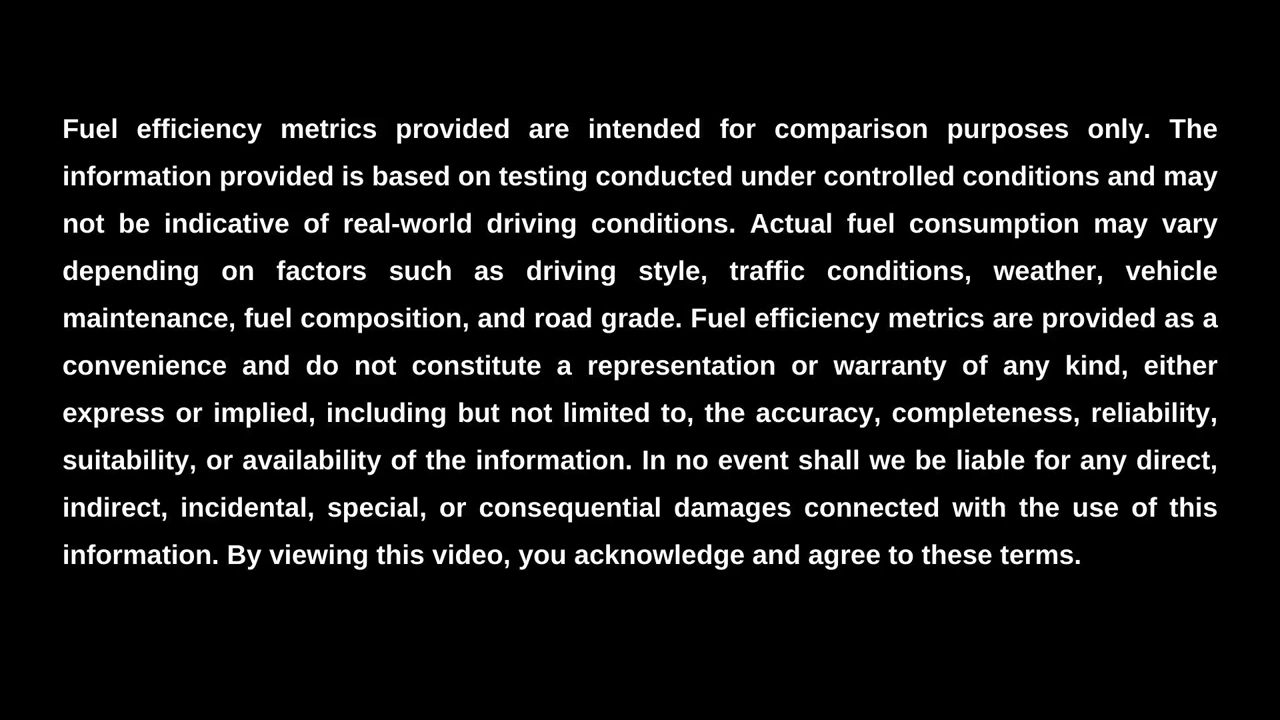 Fuel efficiency metrics provided are intended for comparison purposes only. The
information provided is based on testing conducted under controlled conditions and may
not be indicative of real-world driving conditions. Actual fuel consumption may vary
depending on factors such as driving style, traffic conditions, weather, vehicle
maintenance, fuel composition, and road grade. Fuel efficiency metrics are provided as a
convenience and do not constitute a representation or warranty of any kind, either
express or implied, including but not limited to, the accuracy, completeness, reliability,
suitability, or availability of the information. In no event shall we be liable for any direct,
indirect, incidental, special, or consequential damages connected with the use of this
information. By viewing this video, you acknowledge and agree to these terms.